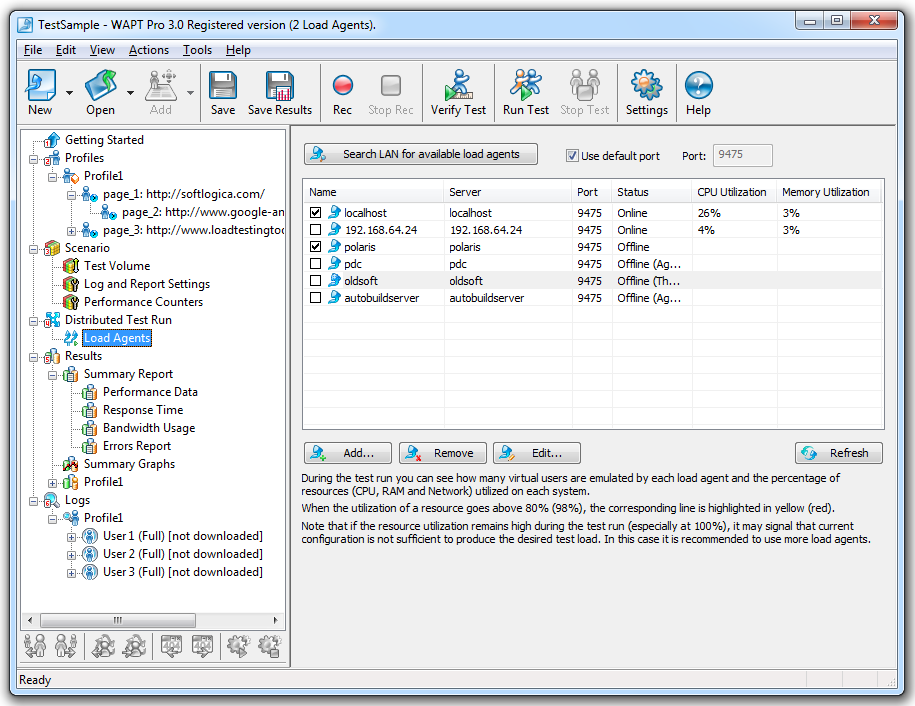 TestSample - WAPT Pro 3.0 Registered version (2 Load Agents).
File Edit View Actions Tools Help
New Open Add Save Save Results Rec Stop Rec Verify Test Run Test Stop Test Settings Help
Getting Started
Profiles
Profile1
page_1: http://softlogica.com/
page_2: http://www.google-an
page_3: http://www.loadtestingtoo
Scenario
Test Volume
Log and Report Settings
Performance Counters
Distributed Test Run
Load Agents
Results
Summary Report
Performance Data
Response Time
Bandwidth Usage
Errors Report
Summary Graphs
Profile1
Logs
Profile1
User 1 (Full) [not downloaded]
User 2 (Full) [not downloaded]
User 3 (Full) [not downloaded]
Search LAN for available load agents Use default port Port: 9475
Name Server Port Status CPU Utilization Memory Utilization
localhost localhost 9475 Online 26% 3%
192.168.64.24 192.168.64.24 9475 Online 4% 3%
polaris polaris 9475 Offline
pdc pdc 9475 Offline (Ag...
oldsoft oldsoft 9475 Offline (Th...
autobuildserver autobuildserver 9475 Offline (Ag...
Add... Remove Edit... Refresh
During the test run you can see how many virtual users are emulated by each load agent and the percentage of
resources (CPU, RAM and Network) utilized on each system.
When the utilization of a resource goes above 80% (98%), the corresponding line is highlighted in yellow (red).
Note that if the resource utilization remains high during the test run (especially at 100%), it may signal that current
configuration is not sufficient to produce the desired test load. In this case it is recommended to use more load agents.
Ready